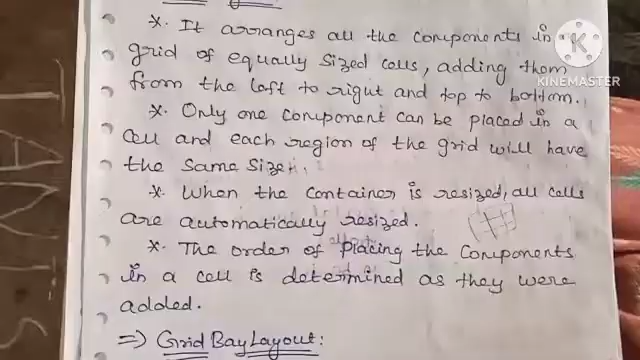 *. It arranges all the components in a
grid of equally sized cells, adding them
from the left to right and top to bottom.
*. Only one component can be placed in a
cell and each region of the grid will have
the same size.
*. When the container is resized, all cells
are automatically resized.
*. The order of placing the components
in a cell is determined as they were
added.
=> Grid Bay Layout:
K
KINEMASTER